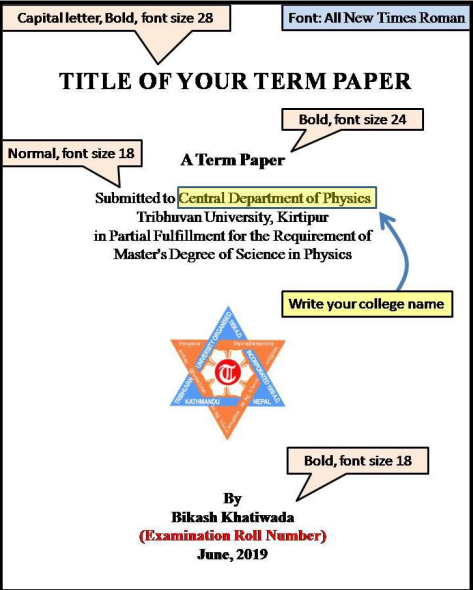 Capital letter, Bold, font size 28
Font: All New Times Roman
TITLE OF YOUR TERM PAPER
Bold, font size 24
Normal, font size 18
A Term Paper
Submitted to Central Department of Physics
Tribhuvan University, Kirtipur
in Partial Fulfillment for the Requirement of
Master's Degree of Science in Physics
Write your college name
UNIVERSITY ORGANISED 1958 A.D.
INCORPORATED 1959 A.D.
TRIBHUVAN
KATHMANDU NEPAL
Bold, font size 18
By
Bikash Khatiwada
(Examination Roll Number)
June, 2019